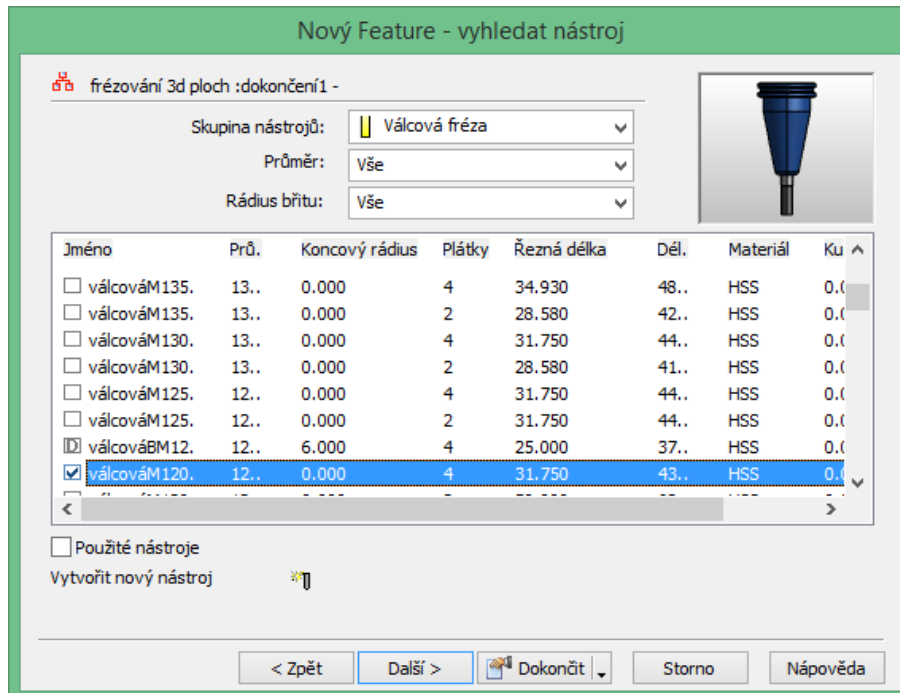 Nový Feature - vyhledat nástroj
frézování 3d ploch :dokončení1 -
Skupina nástrojů: Válcová fréza
Průměr: Vše
Rádius břitu: Vše
Jméno Prů. Koncový rádius Plátky Řezná délka Dél. Materiál Ku
válcováM135. 13.. 0.000 4 34.930 48.. HSS 0.0
válcováM135. 13.. 0.000 2 28.580 42.. HSS 0.0
válcováM130. 13.. 0.000 4 31.750 44.. HSS 0.0
válcováM130. 13.. 0.000 2 28.580 41.. HSS 0.0
válcováM125. 12.. 0.000 4 31.750 44.. HSS 0.0
válcováM125. 12.. 0.000 2 31.750 44.. HSS 0.0
D válcováBM12. 12.. 6.000 4 25.000 37.. HSS 0.0
válcováM120. 12.. 0.000 4 31.750 43.. HSS 0.0
Použité nástroje
Vytvořit nový nástroj
< Zpět Další > Dokončit Storno Nápověda